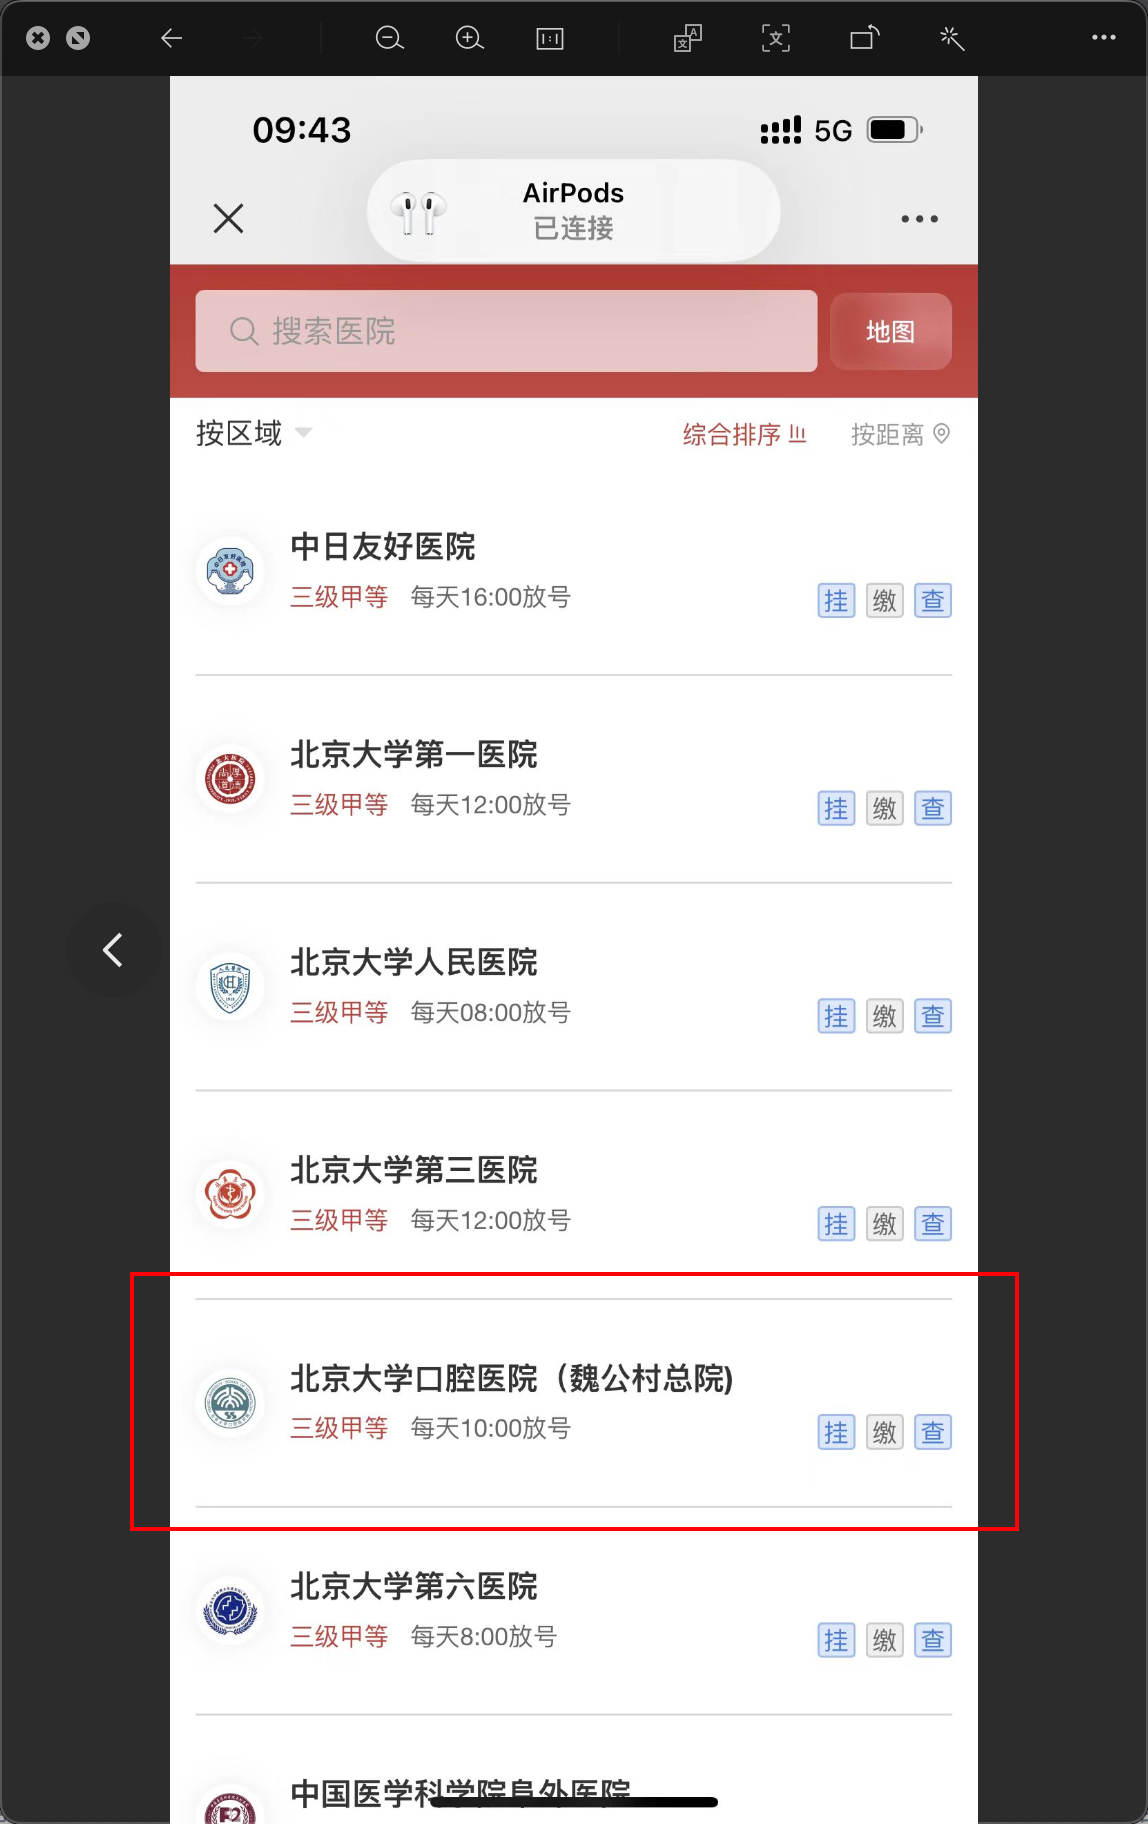 09:43
5G
AirPods
已连接
搜索医院
地图
按区域
综合排序
按距离
中日友好医院
三级甲等 每天16:00放号
挂 缴 查
北京大学第一医院
三级甲等 每天12:00放号
挂 缴 查
北京大学人民医院
三级甲等 每天08:00放号
挂 缴 查
北京大学第三医院
三级甲等 每天12:00放号
挂 缴 查
北京大学口腔医院（魏公村总院)
三级甲等 每天10:00放号
挂 缴 查
北京大学第六医院
三级甲等 每天8:00放号
挂 缴 查
中国医学科学院阜外医院